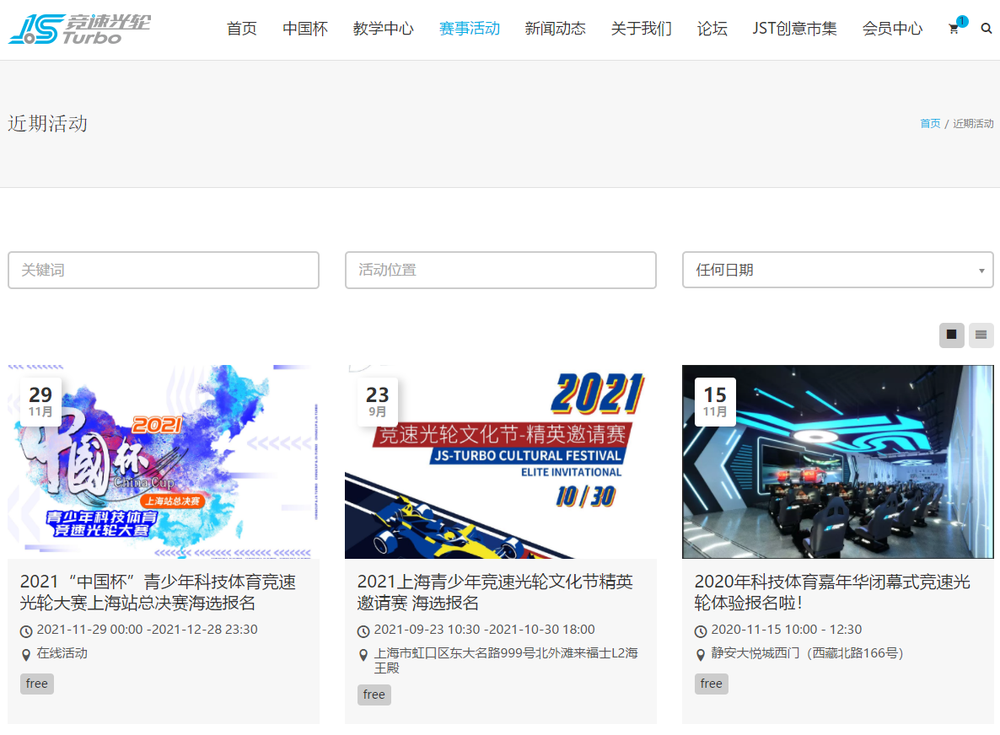 JS 竞速光轮 Turbo
首页 中国杯 教学中心 赛事活动 新闻动态 关于我们 论坛 JST创意市集 会员中心 1
近期活动
首页 / 近期活动
关键词
活动位置
任何日期
29
11月
2021
中国杯
China Cup
上海站总决赛
青少年科技体育
竞速光轮大赛
2021“中国杯”青少年科技体育竞速
光轮大赛上海站总决赛海选报名
2021-11-29 00:00 -2021-12-28 23:30
在线活动
free
23
9月
2021
竞速光轮文化节-精英邀请赛
JS-TURBO CULTURAL FESTIVAL
ELITE INVITATIONAL
10/30
2021上海青少年竞速光轮文化节精英
邀请赛 海选报名
2021-09-23 10:30 -2021-10-30 18:00
上海市虹口区东大名路999号北外滩来福士L2海
王殿
free
15
11月
2020年科技体育嘉年华闭幕式竞速光
轮体验报名啦！
2020-11-15 10:00 - 12:30
静安大悦城西门（西藏北路166号）
free